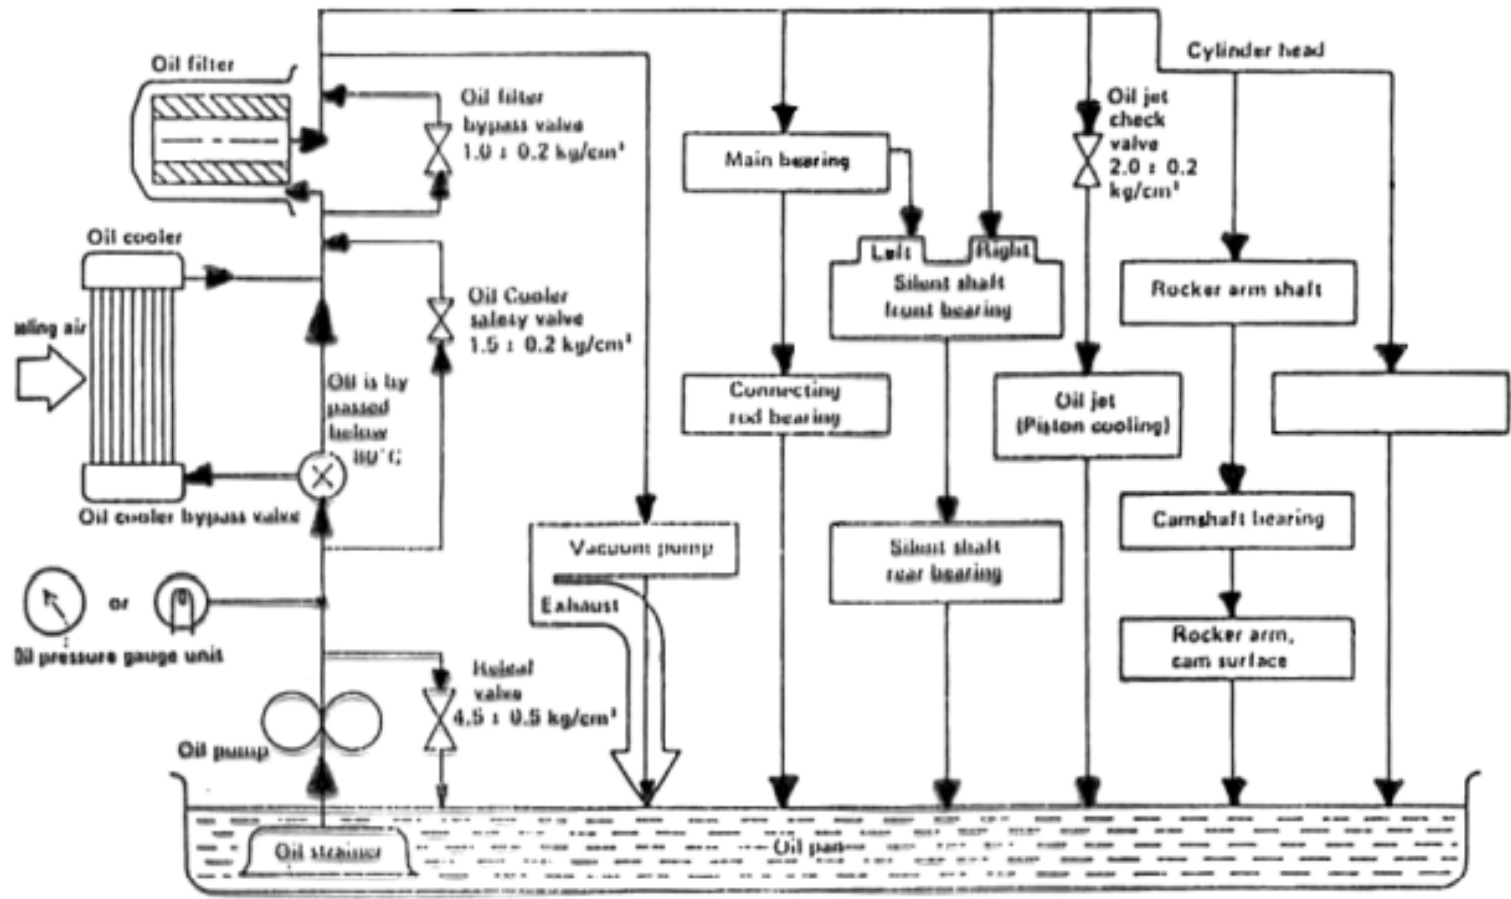 Oil filter
Oil filter
bypass valve
1.0 ± 0.2 kg/cm²
Cylinder head
Oil jet
check
valve
2.0 ± 0.2
kg/cm²
Main bearing
Oil cooler
Left
Right
Silent shaft
front bearing
Rocker arm shaft
Oil Cooler
safety valve
1.5 ± 0.2 kg/cm²
oling air
Oil is by
passed
below
80°C
Connecting
rod bearing
Oil jet
(Piston cooling)
Oil cooler bypass valve
Camshaft bearing
Vacuum pump
Silent shaft
rear bearing
or
Exhaust
Oil pressure gauge unit
Rocker arm,
cam surface
Relief
valve
4.5 ± 0.5 kg/cm²
Oil pump
Oil strainer
Oil pan